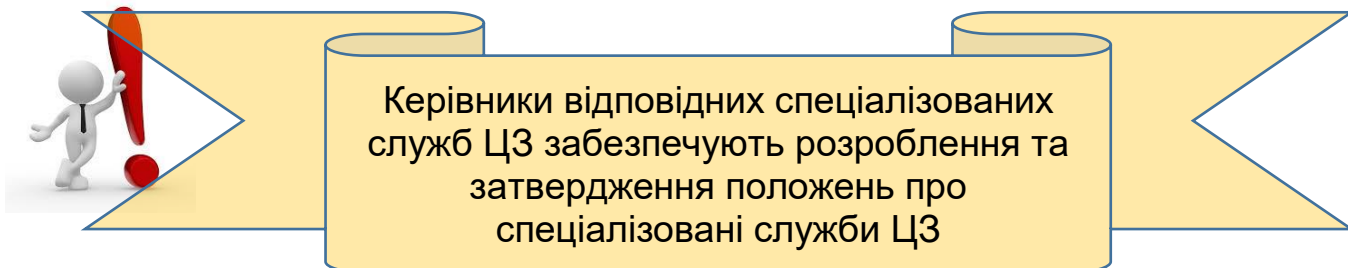 Керівники відповідних спеціалізованих
служб ЦЗ забезпечують розроблення та
затвердження положень про
спеціалізовані служби ЦЗ